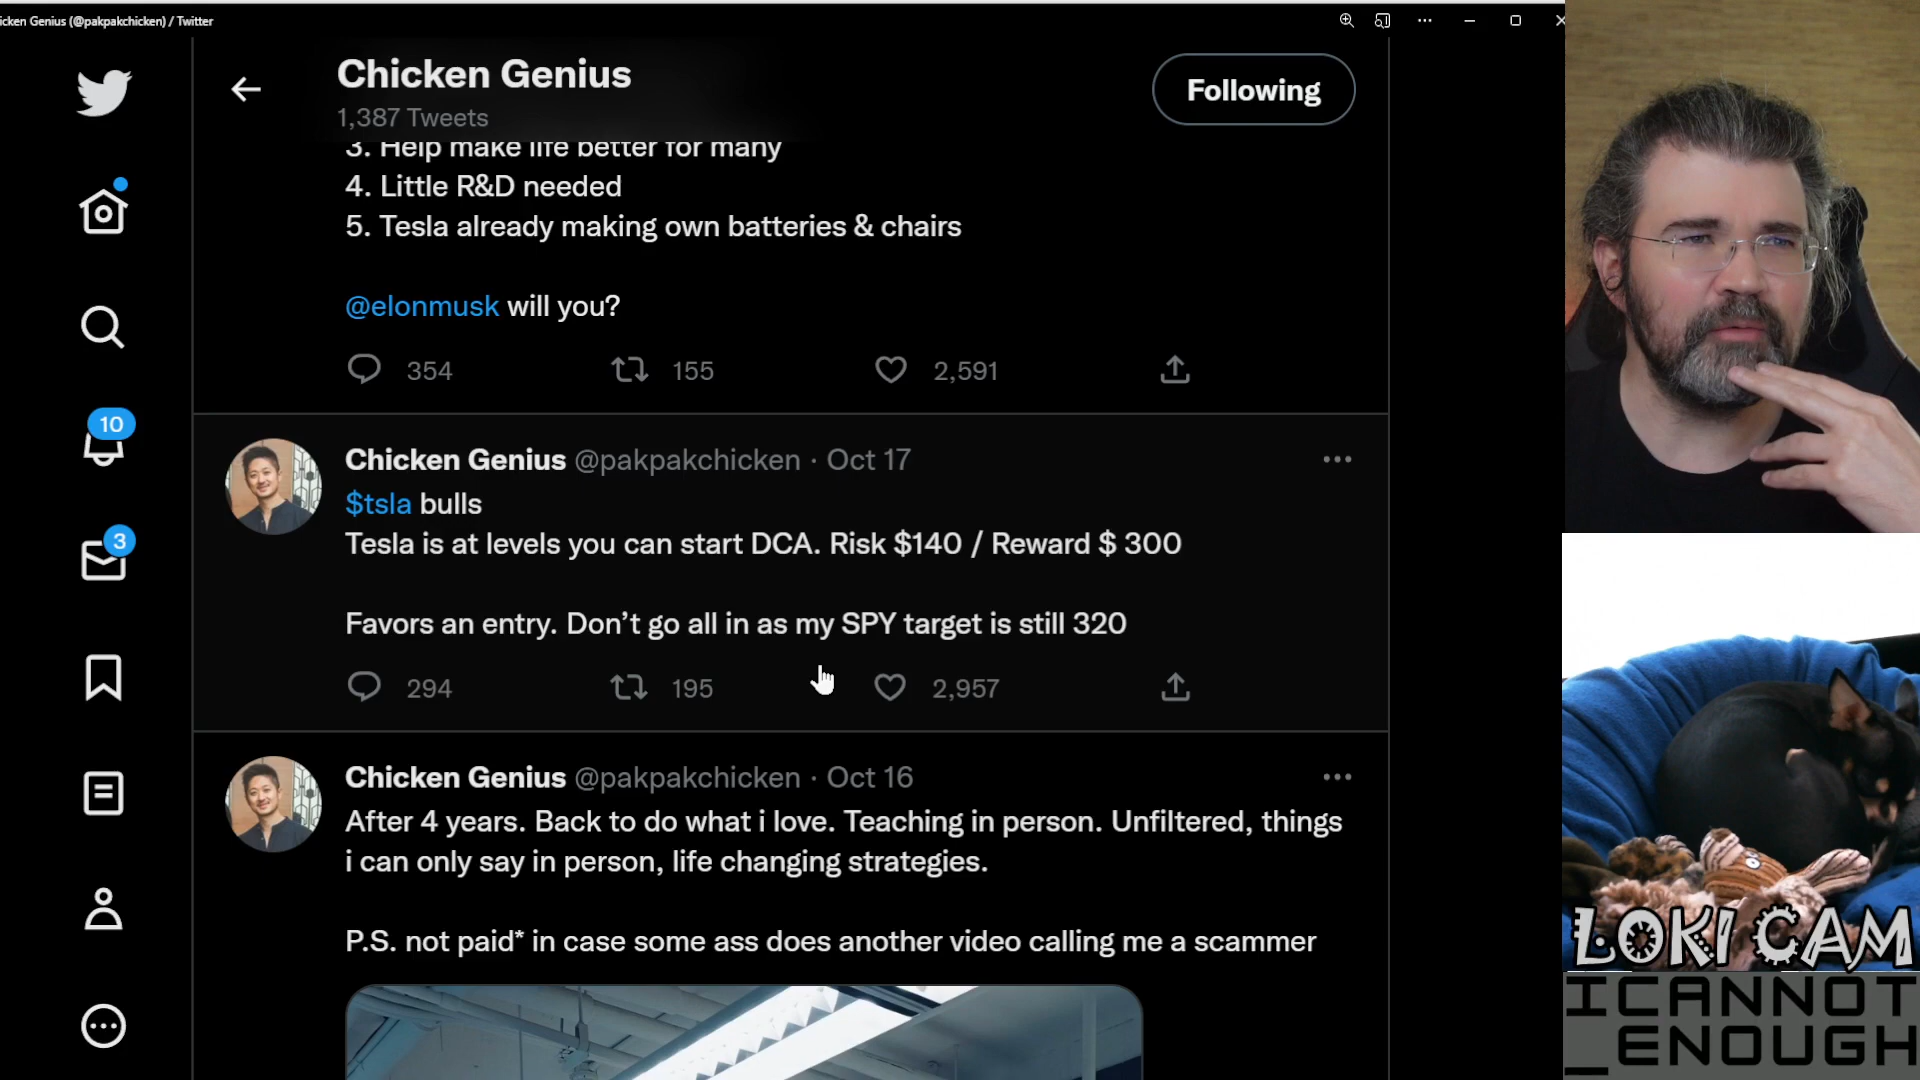 icken Genius (@pakpakchicken) / Twitter
Chicken Genius
1,387 Tweets
Following
3. Help make life better for many
4. Little R&D needed
5. Tesla already making own batteries & chairs
@elonmusk will you?
354 155 2,591
10
Chicken Genius @pakpakchicken · Oct 17
$tsla bulls
Tesla is at levels you can start DCA. Risk $140 / Reward $ 300
3
Favors an entry. Don’t go all in as my SPY target is still 320
294 195 2,957
Chicken Genius @pakpakchicken · Oct 16
After 4 years. Back to do what i love. Teaching in person. Unfiltered, things
i can only say in person, life changing strategies.
P.S. not paid* in case some ass does another video calling me a scammer
LOKI CAM
ICANNOT
_ENOUGH